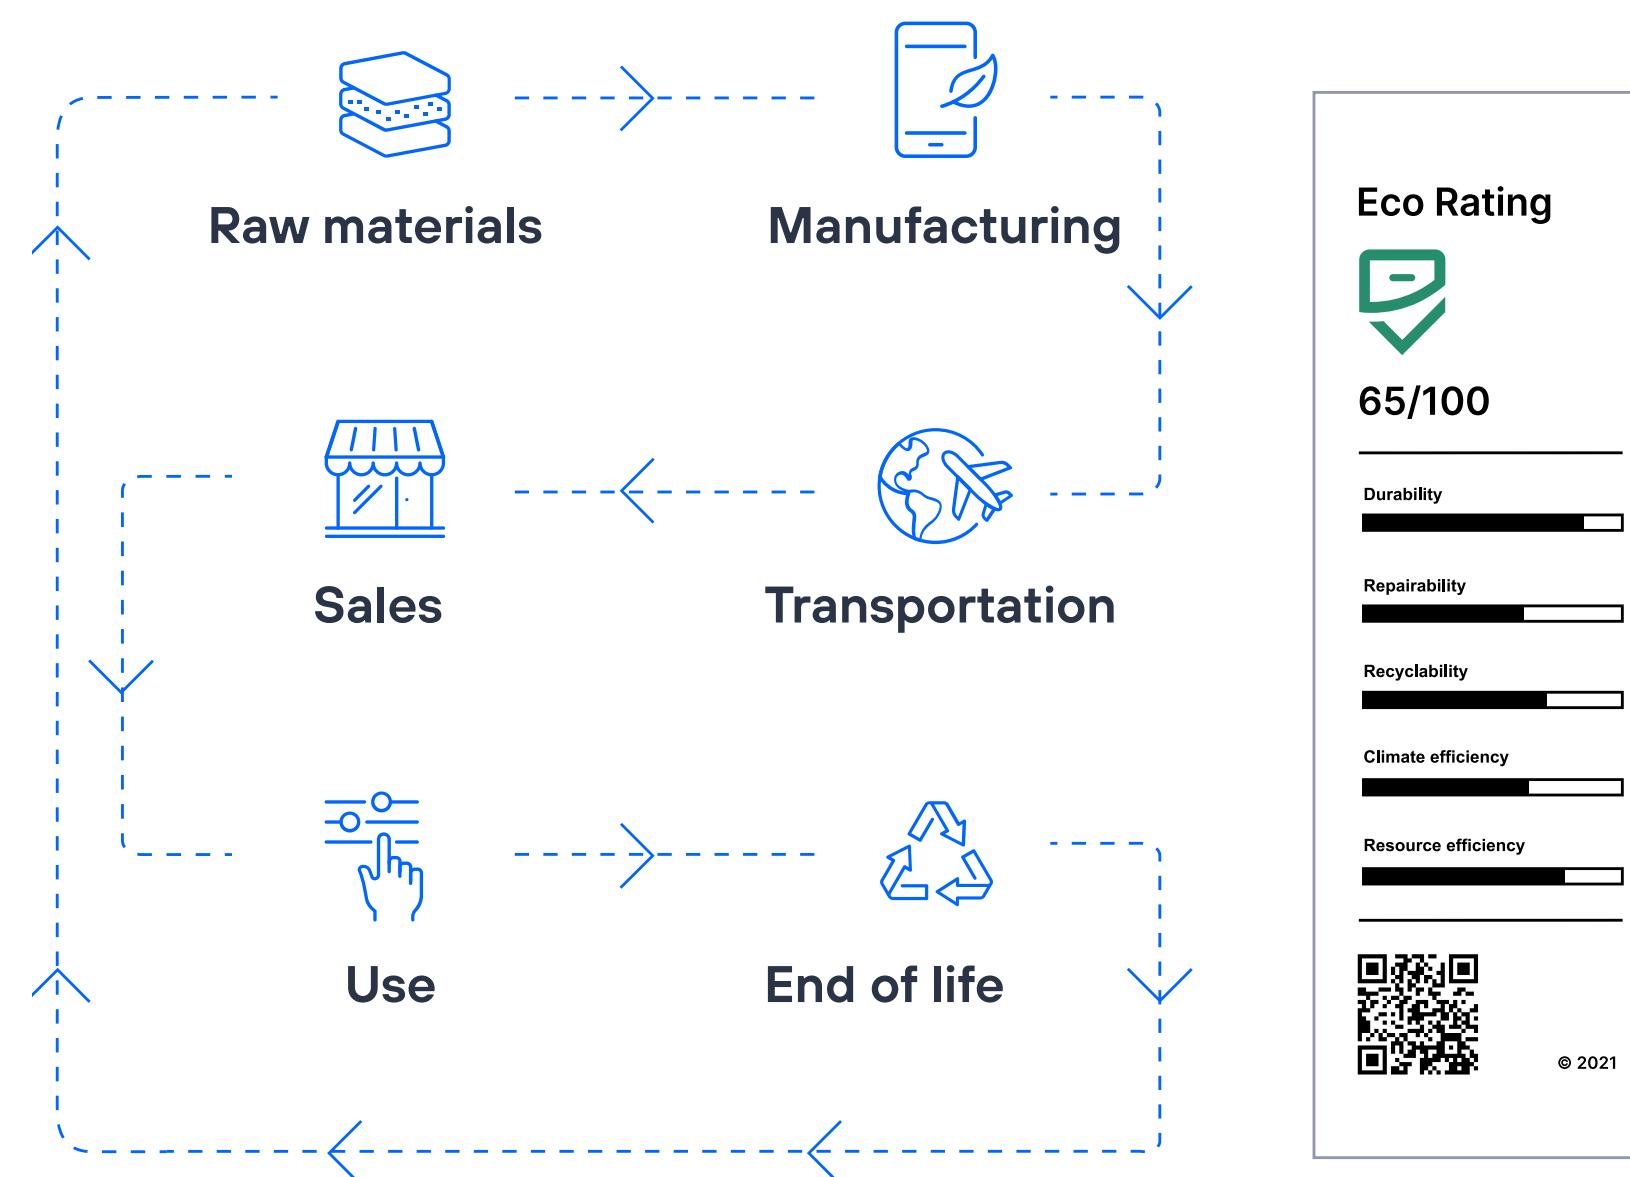 Raw materials
Manufacturing
Sales
Transportation
Use
End of life
Eco Rating
65/100
Durability
Repairability
Recyclability
Climate efficiency
Resource efficiency
© 2021